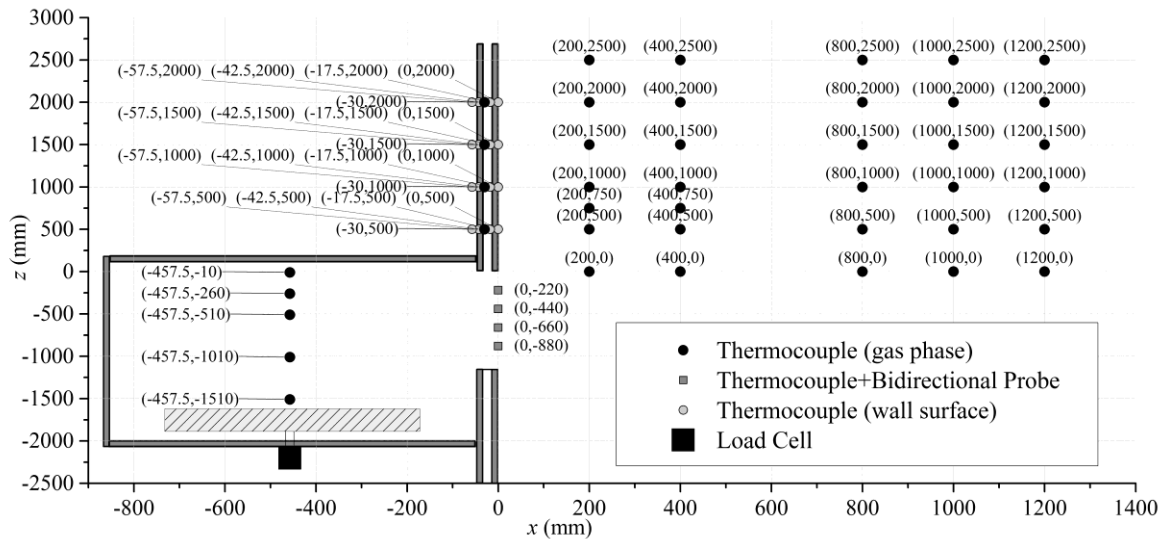 3000
2500
2000
1500
1000
500
0
-500
-1000
-1500
-2000
-2500
z (mm)
-800 -600 -400 -200 0 200 400 600 800 1000 1200 1400
x (mm)
(200,2500) (400,2500) (800,2500) (1000,2500) (1200,2500)
(-57.5,2000) (-42.5,2000) (-17.5,2000) (0,2000)
(-30,2000)
(200,2000) (400,2000) (800,2000) (1000,2000) (1200,2000)
(-57.5,1500) (-42.5,1500) (-17.5,1500) (0,1500)
(-30,1500)
(200,1500) (400,1500) (800,1500) (1000,1500) (1200,1500)
(-57.5,1000) (-42.5,1000) (-17.5,1000) (0,1000)
(-30,1000)
(200,1000) (400,1000) (800,1000) (1000,1000) (1200,1000)
(200,750) (400,750)
(-57.5,500) (-42.5,500) (-17.5,500) (0,500)
(-30,500)
(200,500) (400,500) (800,500) (1000,500) (1200,500)
(200,0) (400,0) (800,0) (1000,0) (1200,0)
(-457.5,-10)
(-457.5,-260)
(-457.5,-510)
(-457.5,-1010)
(-457.5,-1510)
(0,-220)
(0,-440)
(0,-660)
(0,-880)
Thermocouple (gas phase)
Thermocouple+Bidirectional Probe
Thermocouple (wall surface)
Load Cell